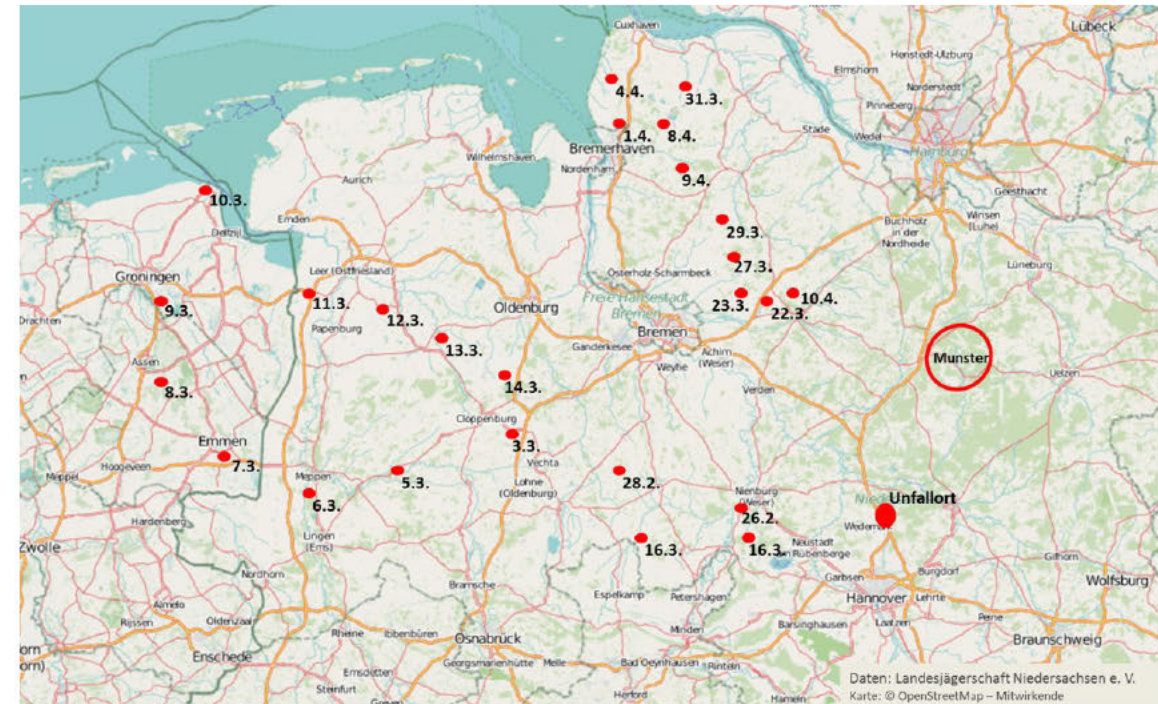 Cuxhaven
Lübeck
Henstedt-Ulzburg
Elmshorn
Norderstedt
4.4.
31.3.
Pinneberg
1.4.
8.4.
Stade
Wedel
Bremerhaven
Hamburg
Wilhelmshaven
Nordenham
Aurich
9.4.
Geesthacht
10.3.
Emden
29.3.
Buchholz
in der
Nordheide
Winsen
(Luhe)
Delfzijl
27.3.
Lüneburg
Groningen
Leer (Ostfriesland)
Osterholz-Scharmbeck
Freie Hansestadt
Bremen
9.3.
11.3.
12.3.
Oldenburg
23.3.
22.3.
10.4.
Drachten
Papenburg
Bremen
13.3.
Ganderkesee
Achim
(Weser)
Weyhe
Munster
Assen
Uelzen
8.3.
14.3.
Verden
Cloppenburg
Emmen
3.3.
Hoogeveen
7.3.
Vechta
Meppel
Meppen
5.3.
Lohne
(Oldenburg)
28.2.
Nienburg
(Weser)
Unfallort
6.3.
26.2.
Hardenberg
Lingen
(Ems)
16.3.
16.3.
Neustadt
am Rübenberge
Zwolle
Gifhorn
Nordhorn
Garbsen
Burgdorf
Wolfsburg
Bramsche
Espelkamp
Petershagen
Hannover
Lehrte
Almelo
Rijssen
Oldenzaal
Rheine
Ibbenbüren
Osnabrück
Minden
Barsinghausen
Laatzen
Peine
Braunschweig
Enschede
Emsdetten
Georgsmarienhütte
Melle
Bad Oeynhausen
Rinteln
Steinfurt
Herford
Hameln
Daten: Landesjägerschaft Niedersachsen e. V.
Karte: © OpenStreetMap – Mitwirkende